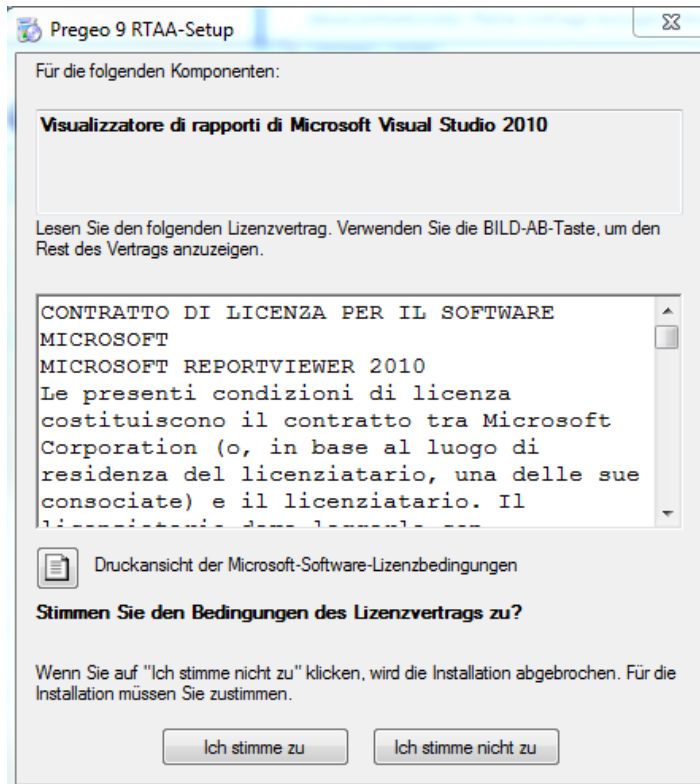 Pregeo 9 RTAA-Setup
Für die folgenden Komponenten:
Visualizzatore di rapporti di Microsoft Visual Studio 2010
Lesen Sie den folgenden Lizenzvertrag. Verwenden Sie die BILD-AB-Taste, um den
Rest des Vertrags anzuzeigen.
CONTRATTO DI LICENZA PER IL SOFTWARE
MICROSOFT
MICROSOFT REPORTVIEWER 2010
Le presenti condizioni di licenza
costituiscono il contratto tra Microsoft
Corporation (o, in base al luogo di
residenza del licenziatario, una delle sue
consociate) e il licenziatario. Il
Druckansicht der Microsoft-Software-Lizenzbedingungen
Stimmen Sie den Bedingungen des Lizenzvertrags zu?
Wenn Sie auf "Ich stimme nicht zu" klicken, wird die Installation abgebrochen. Für die
Installation müssen Sie zustimmen.
Ich stimme zu
Ich stimme nicht zu